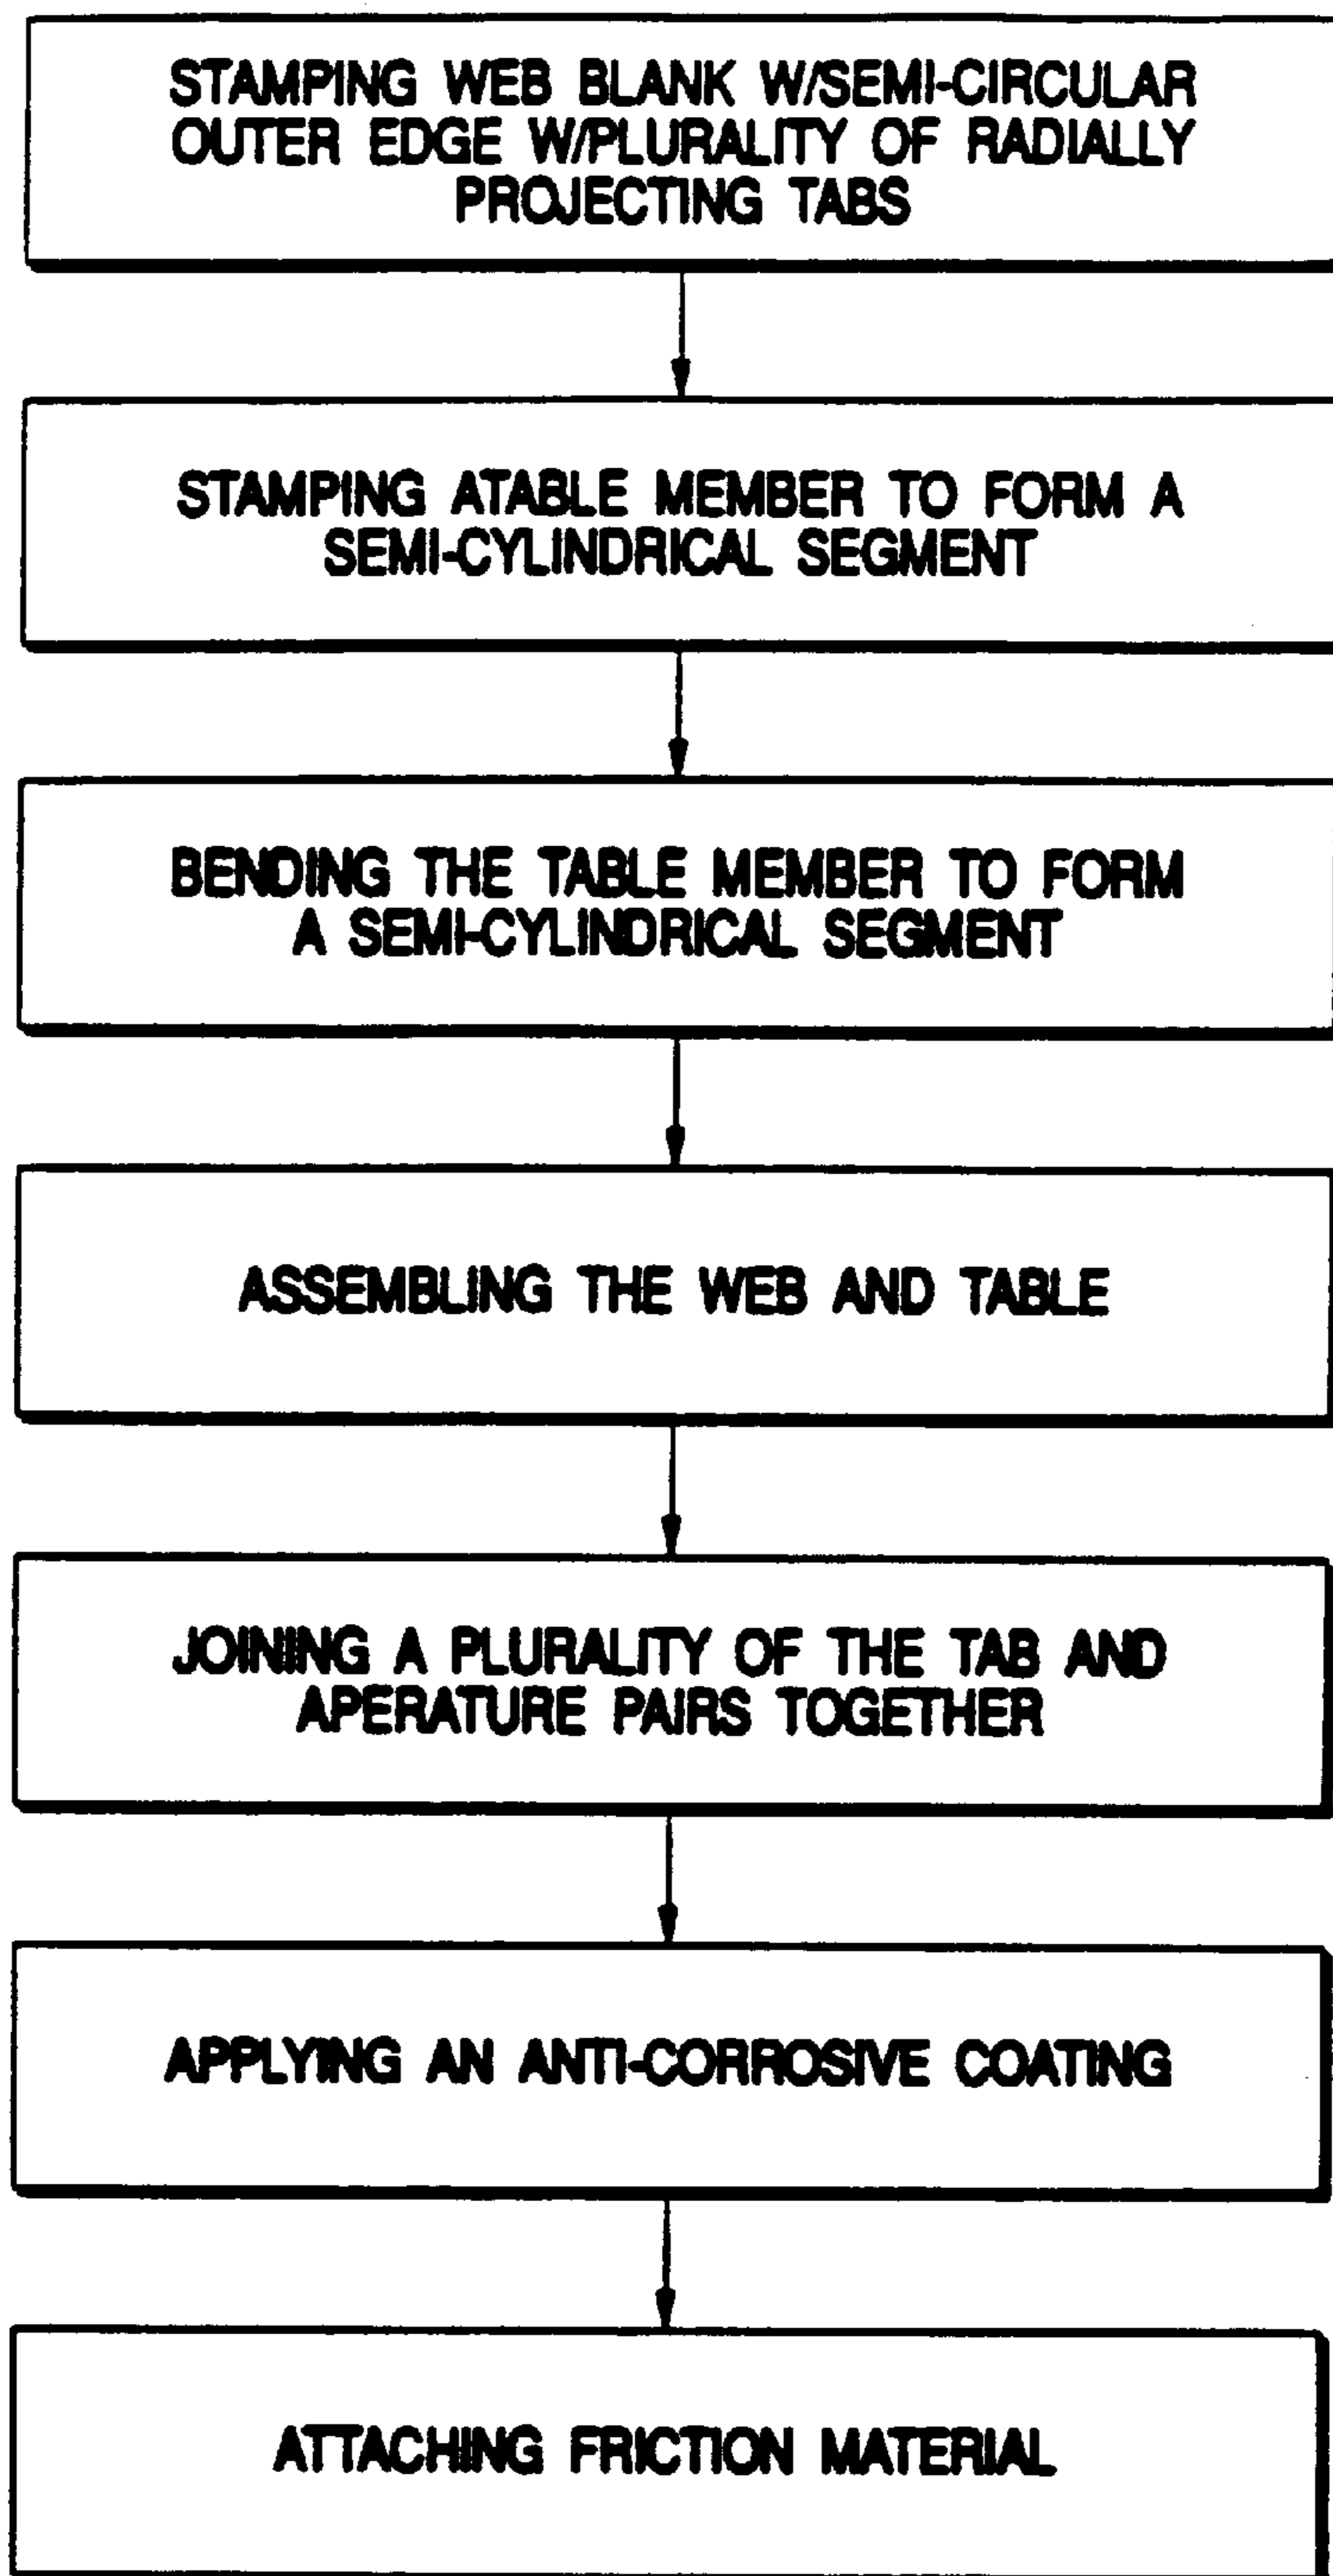 STAMPING WEB BLANK W/SEMI-CIRCULAR
OUTER EDGE W/PLURALITY OF RADIALLY
PROJECTING TABS
STAMPING ATABLE MEMBER TO FORM A
SEMI-CYLINDRICAL SEGMENT
BENDING THE TABLE MEMBER TO FORM
A SEMI-CYLINDRICAL SEGMENT
ASSEMBLING THE WEB AND TABLE
JOINING A PLURALITY OF THE TAB AND
APERATURE PAIRS TOGETHER
APPLYING AN ANTI-CORROSIVE COATING
ATTACHING FRICTION MATERIAL